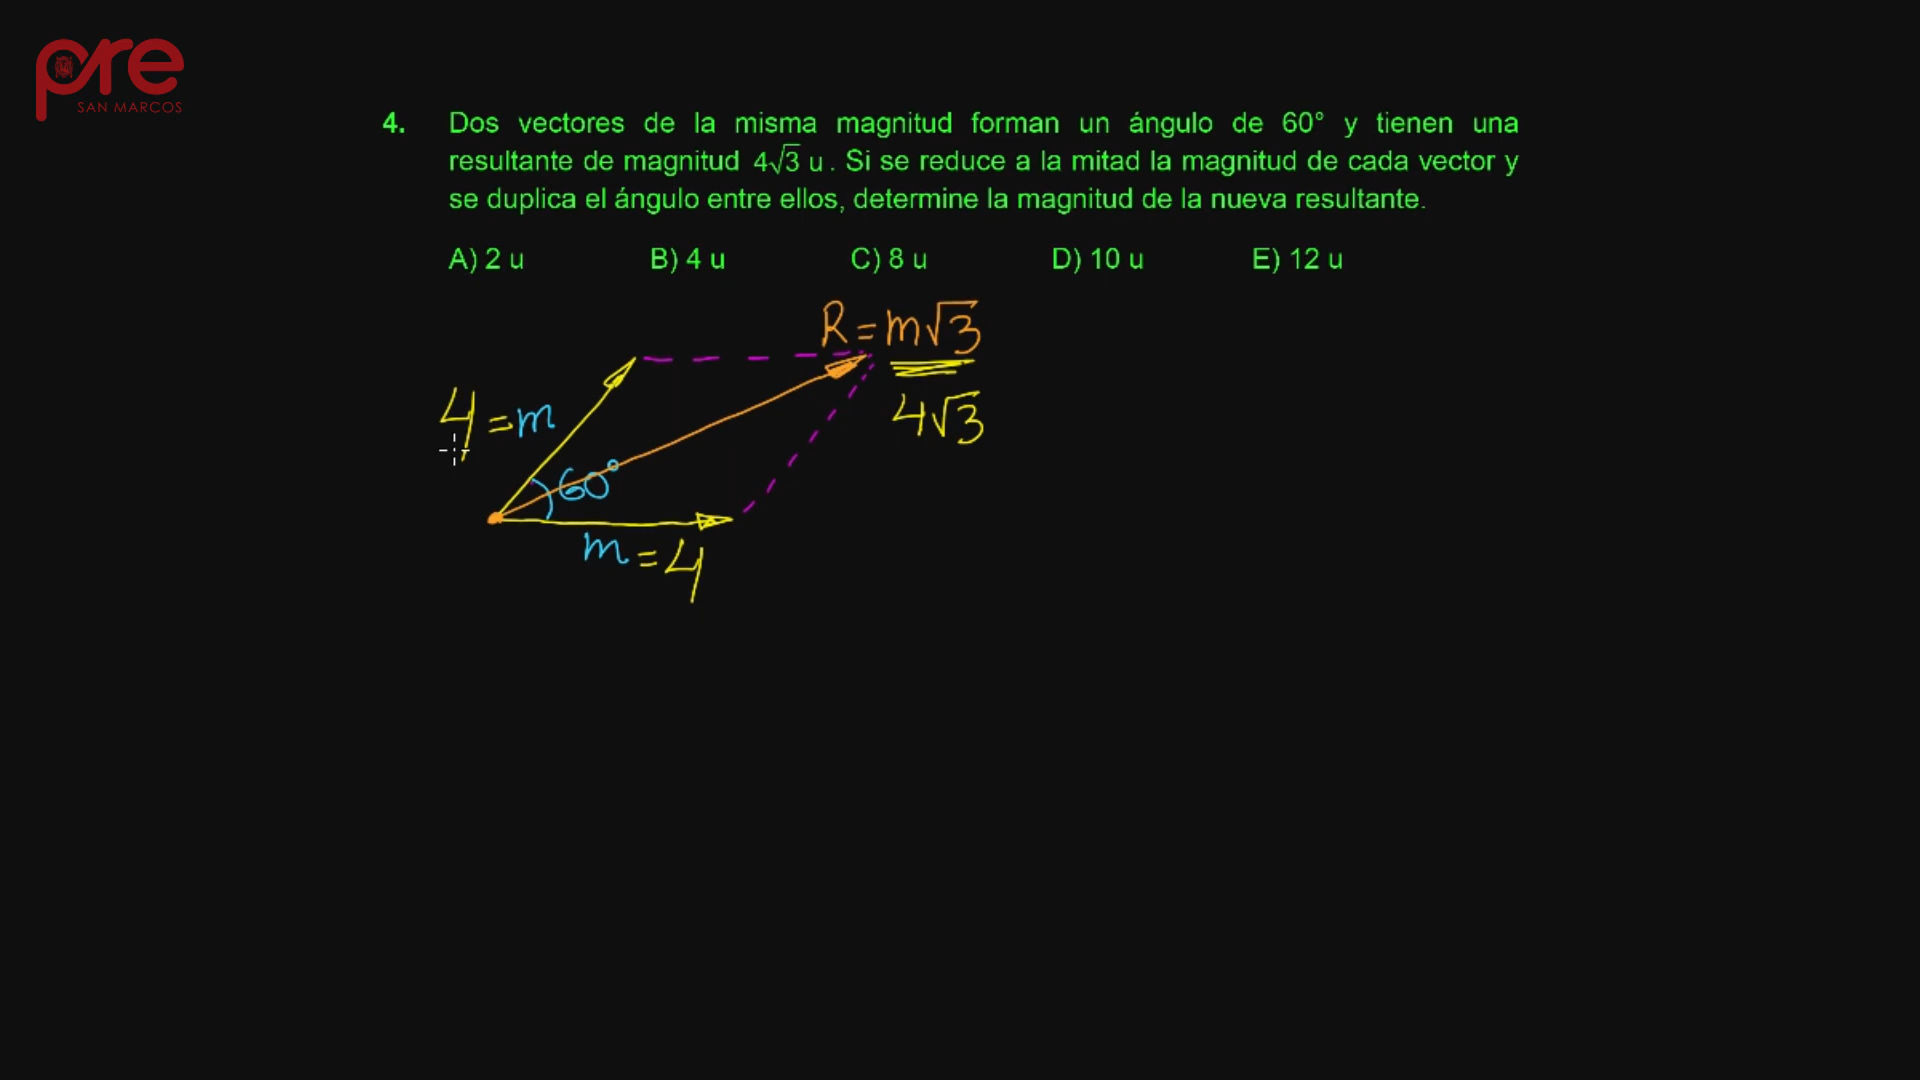 pre
SAN MARCOS
4. Dos vectores de la misma magnitud forman un ángulo de 60° y tienen una
resultante de magnitud 4√3 u. Si se reduce a la mitad la magnitud de cada vector y
se duplica el ángulo entre ellos, determine la magnitud de la nueva resultante.
A) 2 u B) 4 u C) 8 u D) 10 u E) 12 u
R = m√3
4√3
4 = m
60°
m = 4